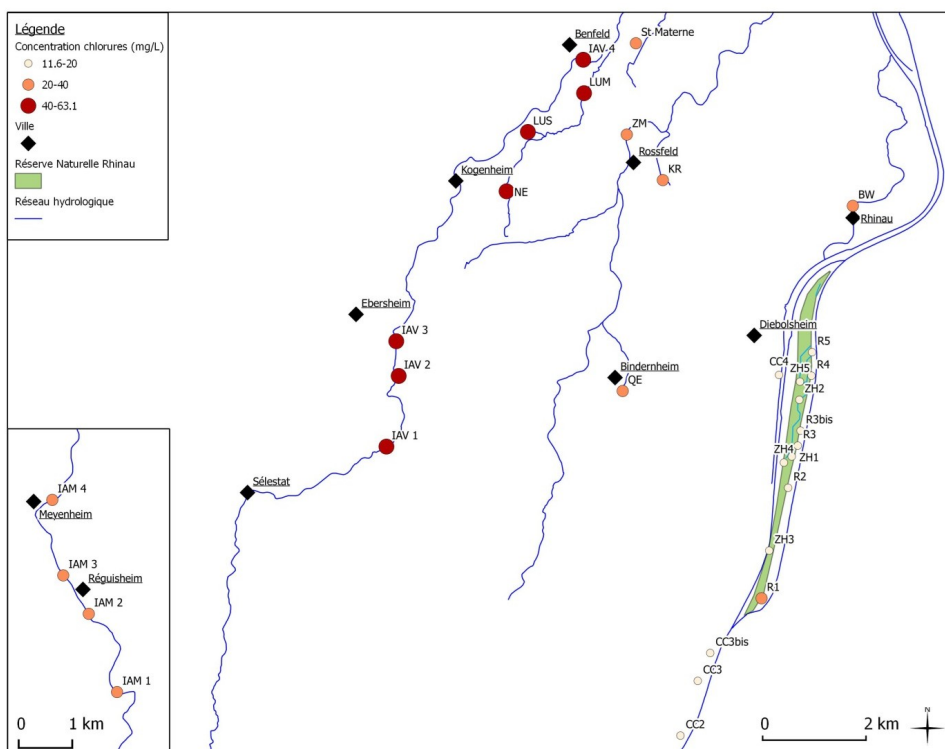 Légende
Concentration chlorures (mg/L)
11.6-20
20-40
40-63.1
Ville
Réserve Naturelle Rhinau
Réseau hydrologique
Benfeld
St-Materne
IAV 4
LUM
LUS
ZM
Rossfeld
Kogenheim
KR
NE
BW
Rhinau
Ebersheim
Diebolsheim
IAV 3
R5
CC4
ZH5
R4
IAV 2
Bindernheim
QE
ZH2
R3bis
IAV 1
R3
ZH4
ZH1
Sélestat
R2
IAM 4
Meyenheim
ZH3
IAM 3
Réguisheim
R1
IAM 2
CC3bis
CC3
IAM 1
0 1 km
0 2 km
CC2
N